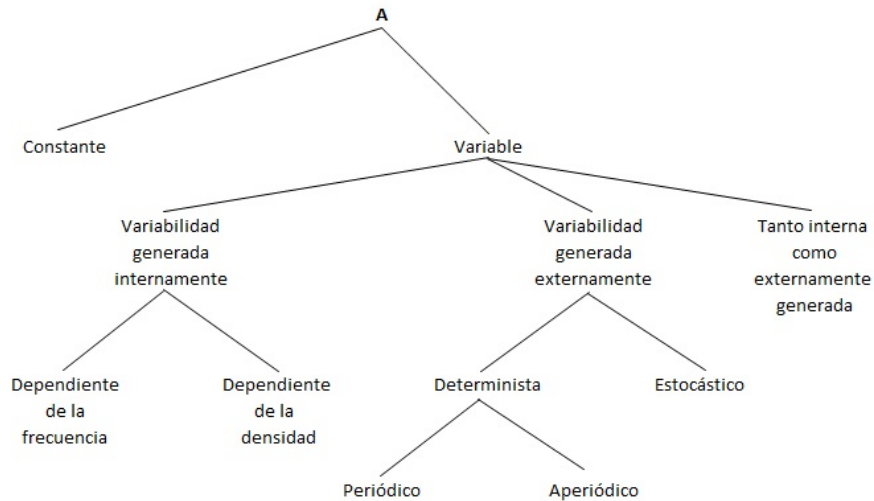 A
Constante
Variable
Variabilidad
generada
internamente
Variabilidad
generada
externamente
Tanto interna
como
externamente
generada
Dependiente
de la
frecuencia
Dependiente
de la
densidad
Determinista
Estocástico
Periódico
Aperiódico